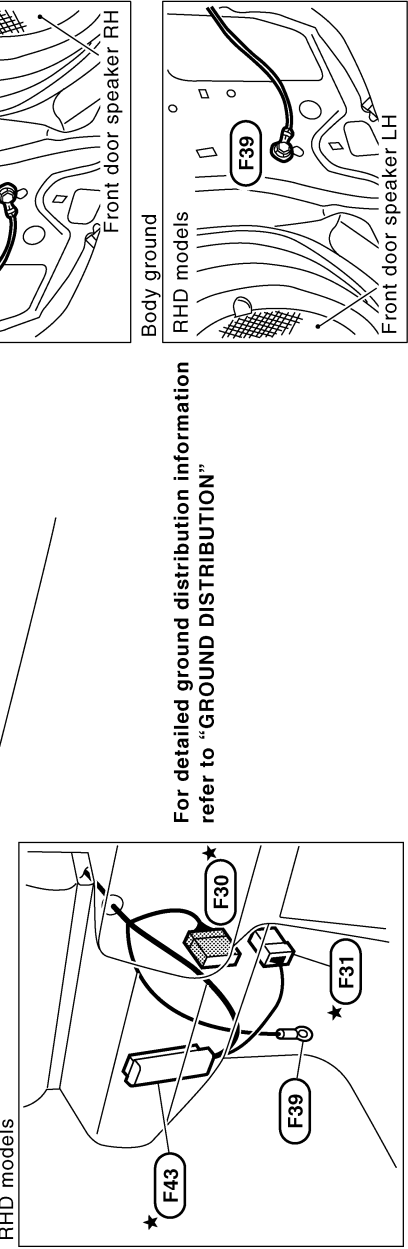 RHD models
★
F43
F39
★
F30
★
F31
For detailed ground distribution information
refer to “GROUND DISTRIBUTION”
Front door speaker RH
Body ground
RHD models
F39
Front door speaker LH